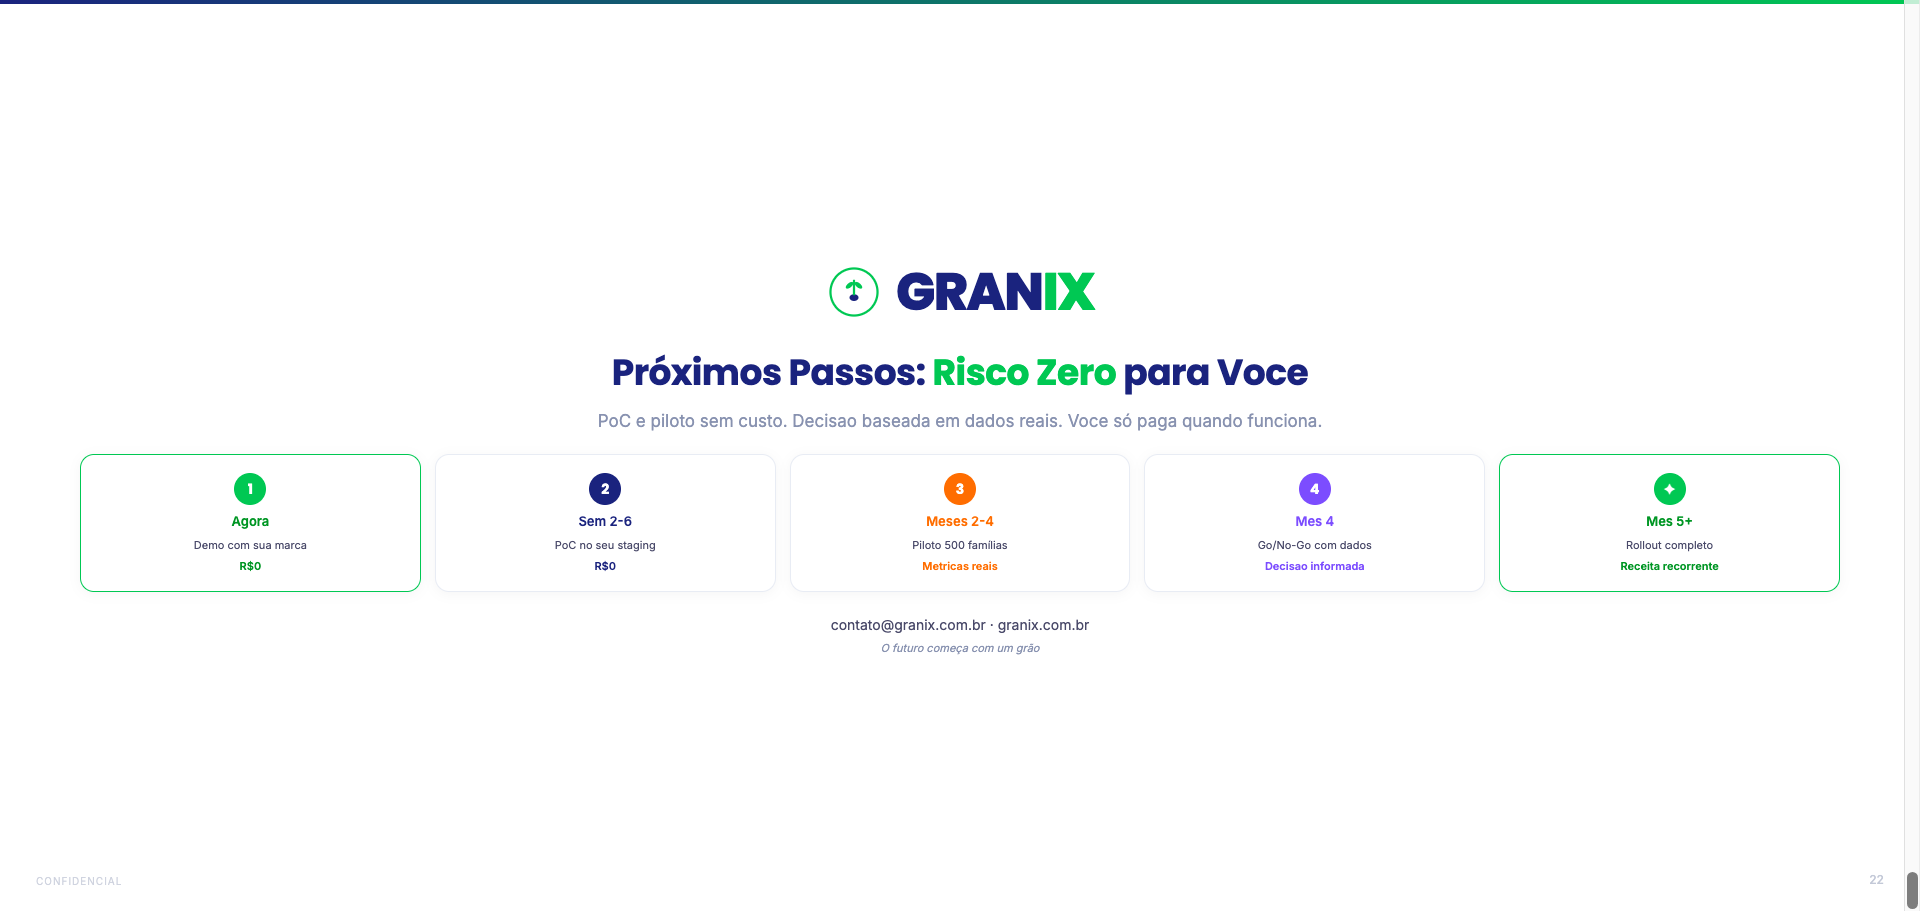 GRANIX
Próximos Passos: Risco Zero para Voce
PoC e piloto sem custo. Decisao baseada em dados reais. Voce só paga quando funciona.
1
Agora
Demo com sua marca
R$0
2
Sem 2-6
PoC no seu staging
R$0
3
Meses 2-4
Piloto 500 famílias
Metricas reais
4
Mes 4
Go/No-Go com dados
Decisao informada
✦
Mes 5+
Rollout completo
Receita recorrente
contato@granix.com.br · granix.com.br
O futuro começa com um grão
CONFIDENCIAL
22